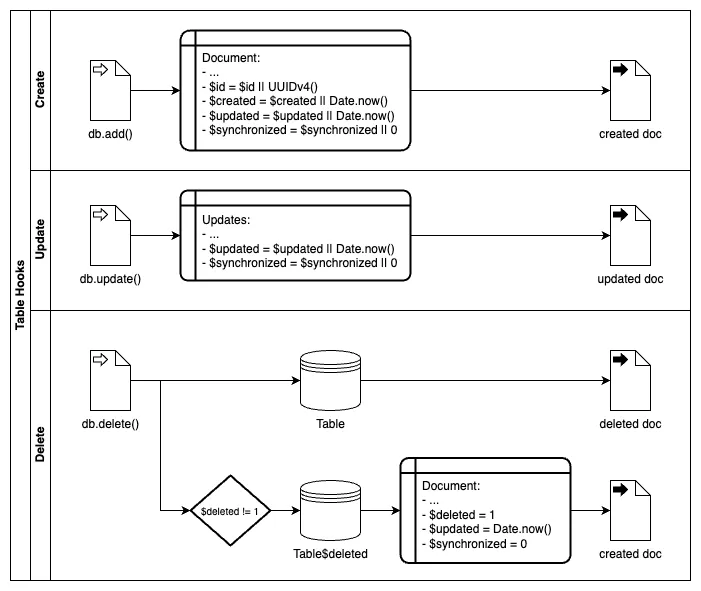 Table Hooks
Create
db.add()
Document:
- ...
- $id = $id || UUIDv4()
- $created = $created || Date.now()
- $updated = $updated || Date.now()
- $synchronized = $synchronized || 0
created doc
Update
db.update()
Updates:
- ...
- $updated = $updated || Date.now()
- $synchronized = $synchronized || 0
updated doc
Delete
db.delete()
Table
deleted doc
$deleted != 1
Table$deleted
Document:
- ...
- $deleted = 1
- $updated = Date.now()
- $synchronized = 0
created doc